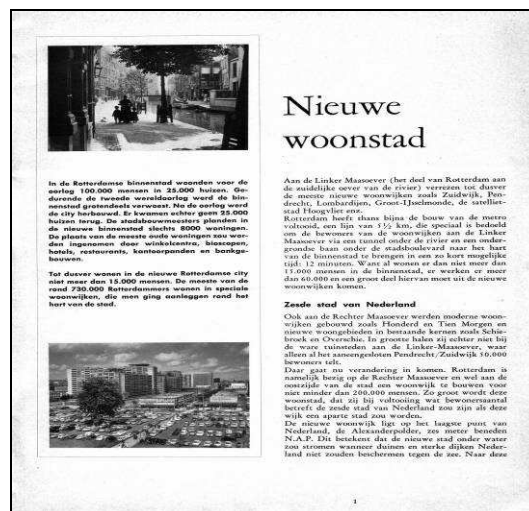 In de Rotterdamse binnenstad woonden voor de
oorlog 100.000 mensen in 25.000 huizen. Ge-
durende de tweede wereldoorlog werd de bin-
nenstad grotendeels verwoest. Na de oorlog werd
de city herbouwd. Er kwamen echter geen 25.000
huizen terug. De stadsbouwmeesters planden in
de nieuwe binnenstad slechts 8000 woningen.
De plaats van de meeste oude woningen zou wor-
den ingenomen door winkelcentra, bioscopen,
hotels, restaurants, kantoorpanden en bankge-
bouwen.
Tot dusver wonen in de nieuwe Rotterdamse city
niet meer dan 15.000 mensen. De meeste van de
rond 730.000 Rotterdammers wonen in speciale
woonwijken, die men ging aanleggen rond het
hart van de stad.
Nieuwe
woonstad
Aan de Linker Maasoever (het deel van Rotterdam aan
de zuidelijke oever van de rivier) verrezen tot dusver
de meeste nieuwe woonwijken zoals Zuidwijk, Pen-
drecht, Lombardijen, Groot-IJsselmonde, de satelliet-
stad Hoogvliet enz.
Rotterdam heeft thans bijna de bouw van de metro
voltooid, een lijn van 5½ km, die speciaal is bedoeld
om de bewoners van de woonwijken aan de Linker
Maasoever via een tunnel onder de rivier en een onder-
grondse baan onder de stadsboulevard naar het hart
van de binnenstad te brengen in een zo kort mogelijke
tijd: 12 minuten. Want al wonen er dan niet meer dan
15.000 mensen in de binnenstad, er werken er meer
dan 60.000 en een groot deel hiervan moet uit de nieuwe
woonwijken komen.
Zesde stad van Nederland
Ook aan de Rechter Maasoever werden moderne woon-
wijken gebouwd zoals Honderd en Tien Morgen en
nieuwe woongebieden in bestaande kernen zoals Schie-
broek en Overschie. In grootte halen zij echter niet bij
de ware tuinsteden aan de Linker-Maasoever, waar
alleen al het aaneengesloten Pendrecht/Zuidwijk 50.000
bewoners telt.
Daar gaat nu verandering in komen. Rotterdam is
namelijk bezig op de Rechter Maasoever en wel aan de
oostzijde van de stad een woonwijk te bouwen voor
niet minder dan 200.000 mensen. Zo groot wordt deze
woonstad, dat zij bij voltooiing wat bewonersaantal
betreft de zesde stad van Nederland zou zijn als deze
wijk een aparte stad zou worden.
De nieuwe woonwijk ligt op het laagste punt van
Nederland, de Alexanderpolder, zes meter beneden
N.A.P. Dit betekent dat de nieuwe stad onder water
zou stromen wanneer duinen en sterke dijken Neder-
land niet zouden beschermen tegen de zee. Naar deze
1